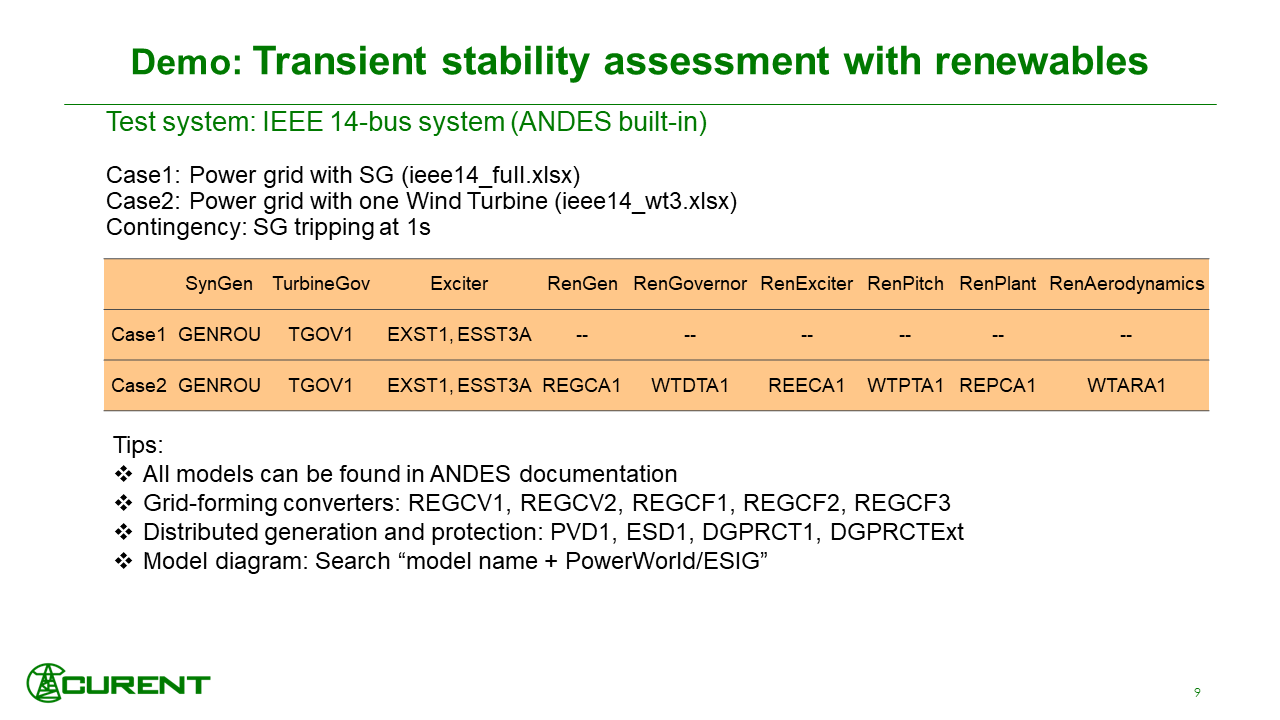 Demo: Transient stability assessment with renewables
Test system: IEEE 14-bus system (ANDES built-in)
Case1: Power grid with SG (ieee14_full.xlsx)
Case2: Power grid with one Wind Turbine (ieee14_wt3.xlsx)
Contingency: SG tripping at 1s
SynGen TurbineGov Exciter RenGen RenGovernor RenExciter RenPitch RenPlant RenAerodynamics
Case1 GENROU TGOV1 EXST1, ESST3A -- -- -- -- -- --
Case2 GENROU TGOV1 EXST1, ESST3A REGCA1 WTDTA1 REECA1 WTPTA1 REPCA1 WTARA1
Tips:
❖ All models can be found in ANDES documentation
❖ Grid-forming converters: REGCV1, REGCV2, REGCF1, REGCF2, REGCF3
❖ Distributed generation and protection: PVD1, ESD1, DGPRCT1, DGPRCTExt
❖ Model diagram: Search “model name + PowerWorld/ESIG”
CURENT
9